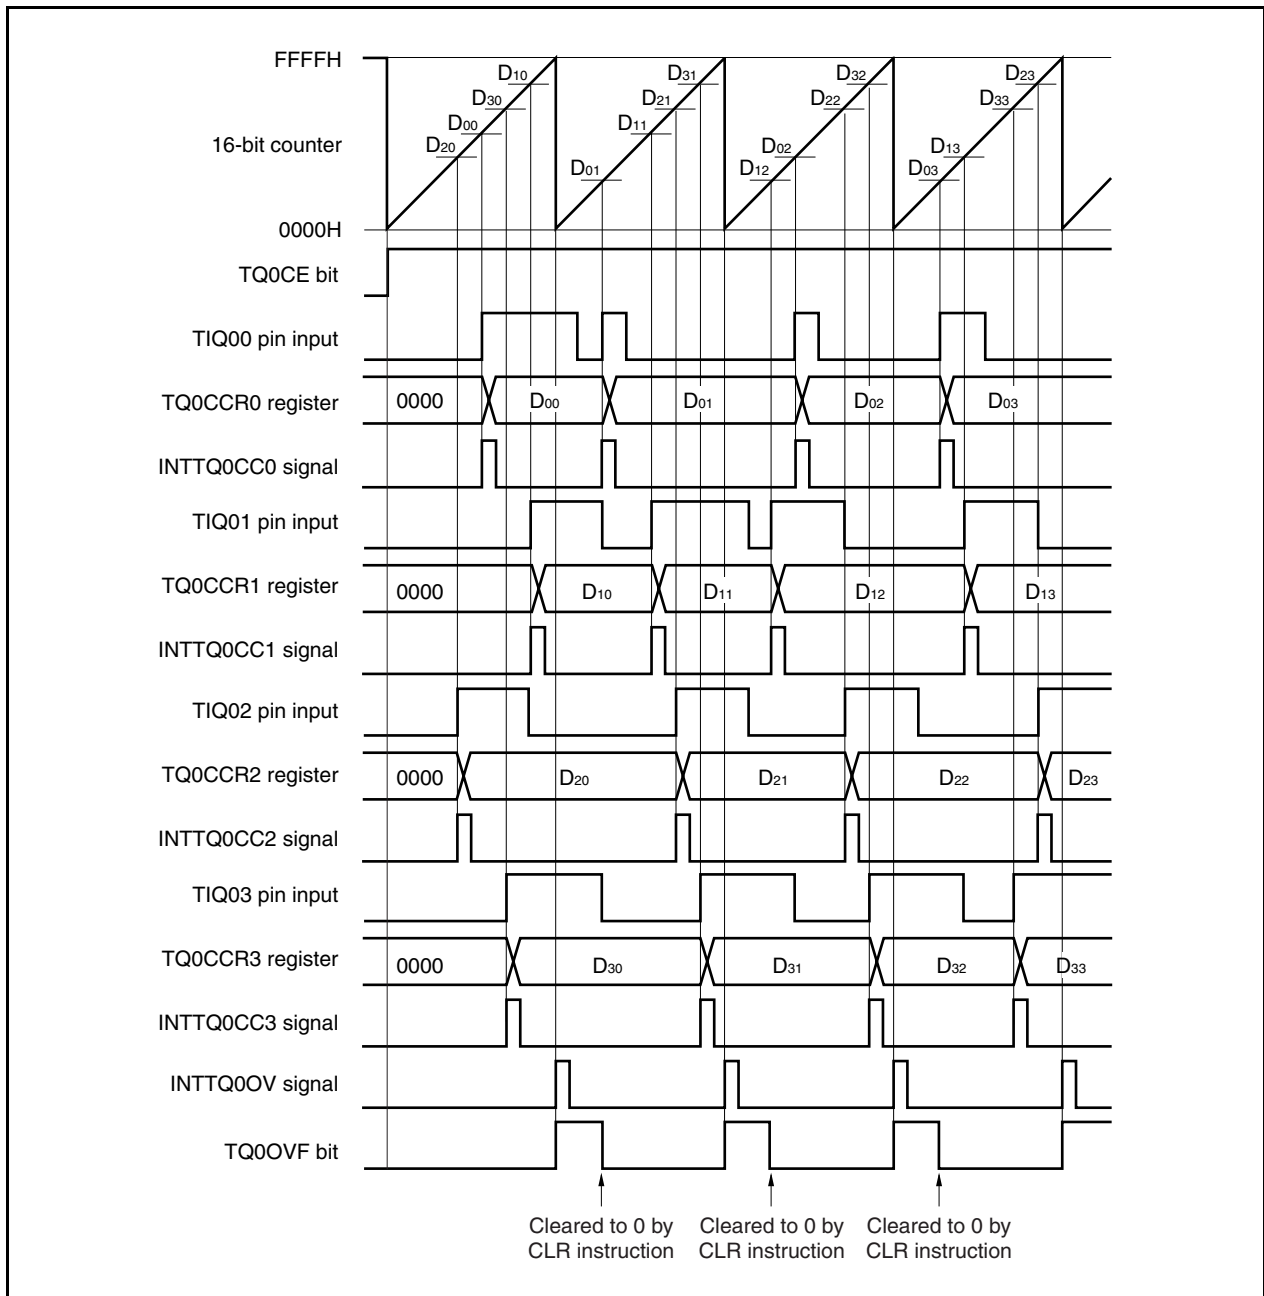 FFFFH
D10
D31
D32
D23
D30
D21
D22
D33
D00
D11
16-bit counter
D20
D02
D13
D01
D12
D03
0000H
TQ0CE bit
TIQ00 pin input
TQ0CCR0 register
0000
D00
D01
D02
D03
INTTQ0CC0 signal
TIQ01 pin input
TQ0CCR1 register
0000
D10
D11
D12
D13
INTTQ0CC1 signal
TIQ02 pin input
TQ0CCR2 register
0000
D20
D21
D22
D23
INTTQ0CC2 signal
TIQ03 pin input
TQ0CCR3 register
0000
D30
D31
D32
D33
INTTQ0CC3 signal
INTTQ0OV signal
TQ0OVF bit
Cleared to 0 by
CLR instruction
Cleared to 0 by
CLR instruction
Cleared to 0 by
CLR instruction